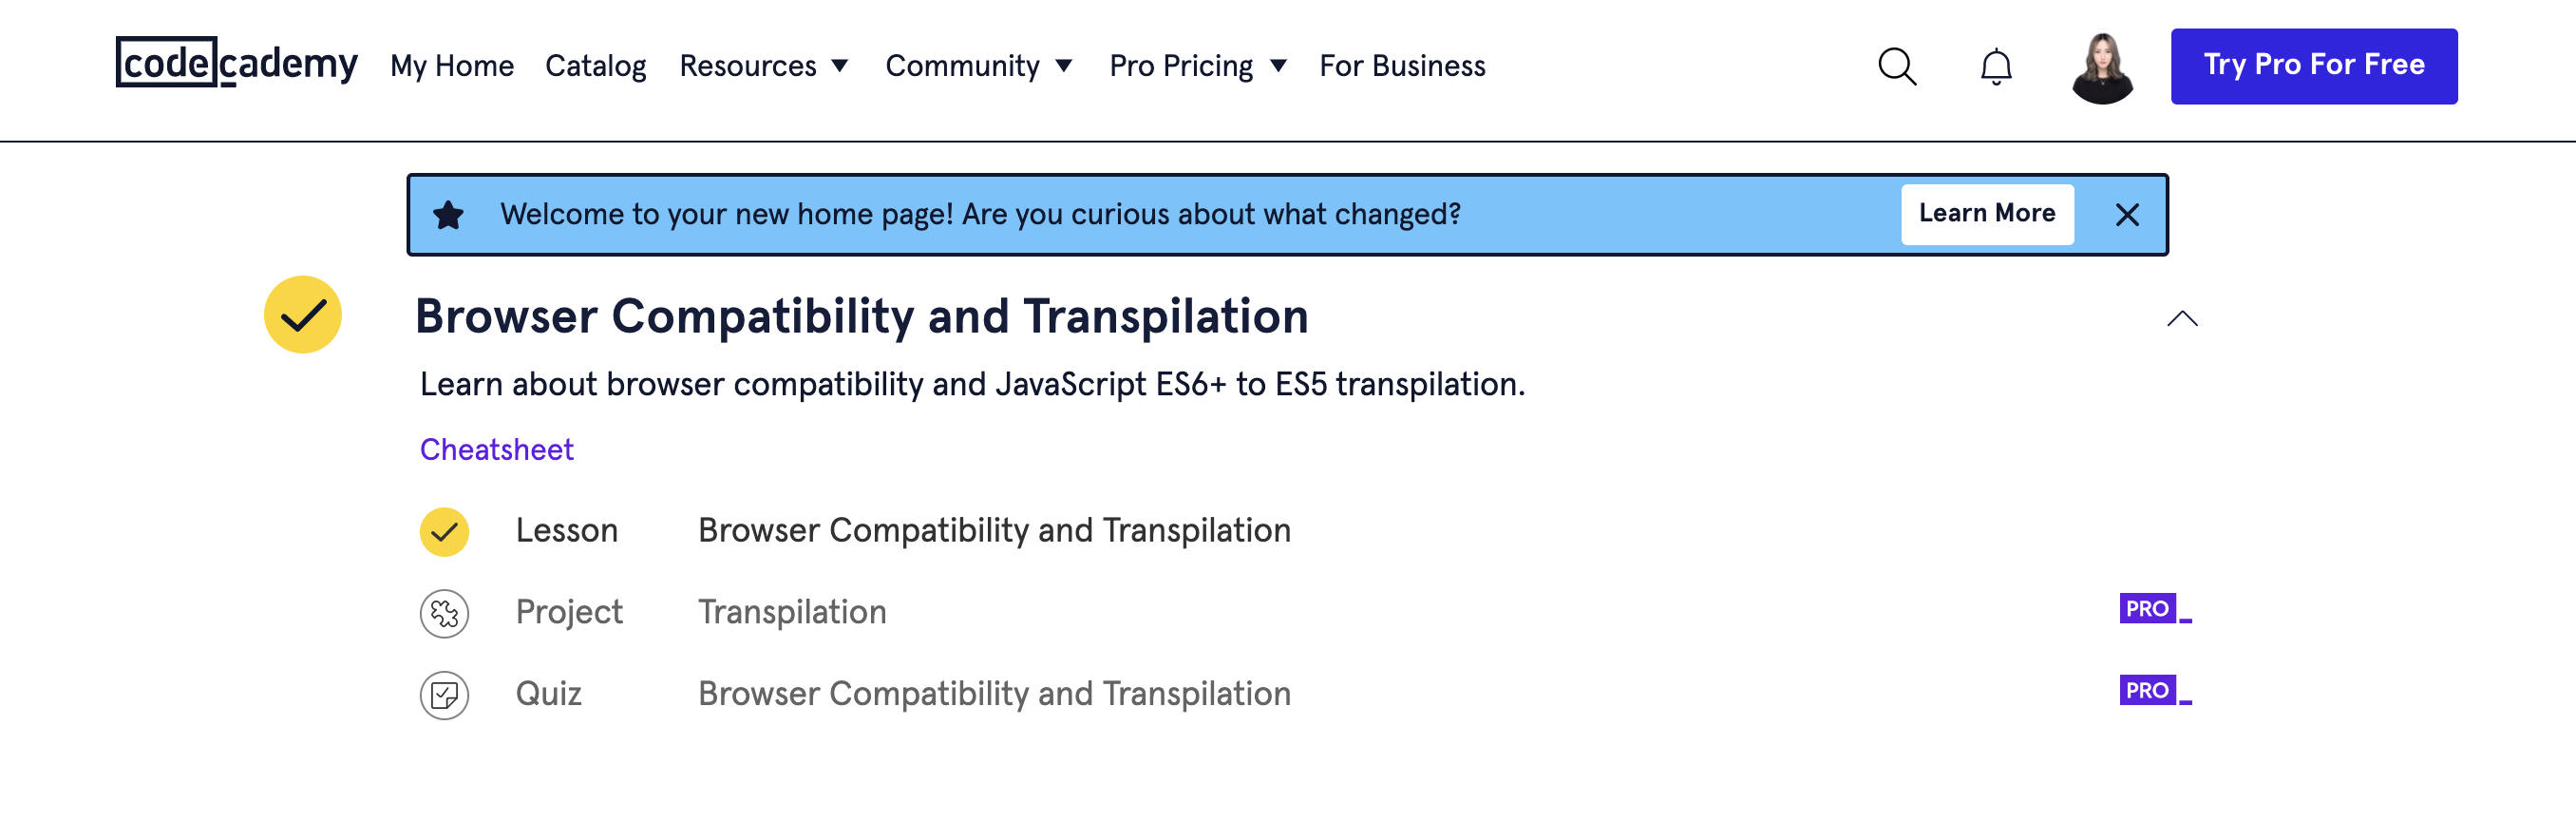 codecademy
My Home Catalog Resources Community Pro Pricing For Business Try Pro For Free
Welcome to your new home page! Are you curious about what changed? Learn More
Browser Compatibility and Transpilation
Learn about browser compatibility and JavaScript ES6+ to ES5 transpilation.
Cheatsheet
Lesson Browser Compatibility and Transpilation
Project Transpilation PRO
Quiz Browser Compatibility and Transpilation PRO